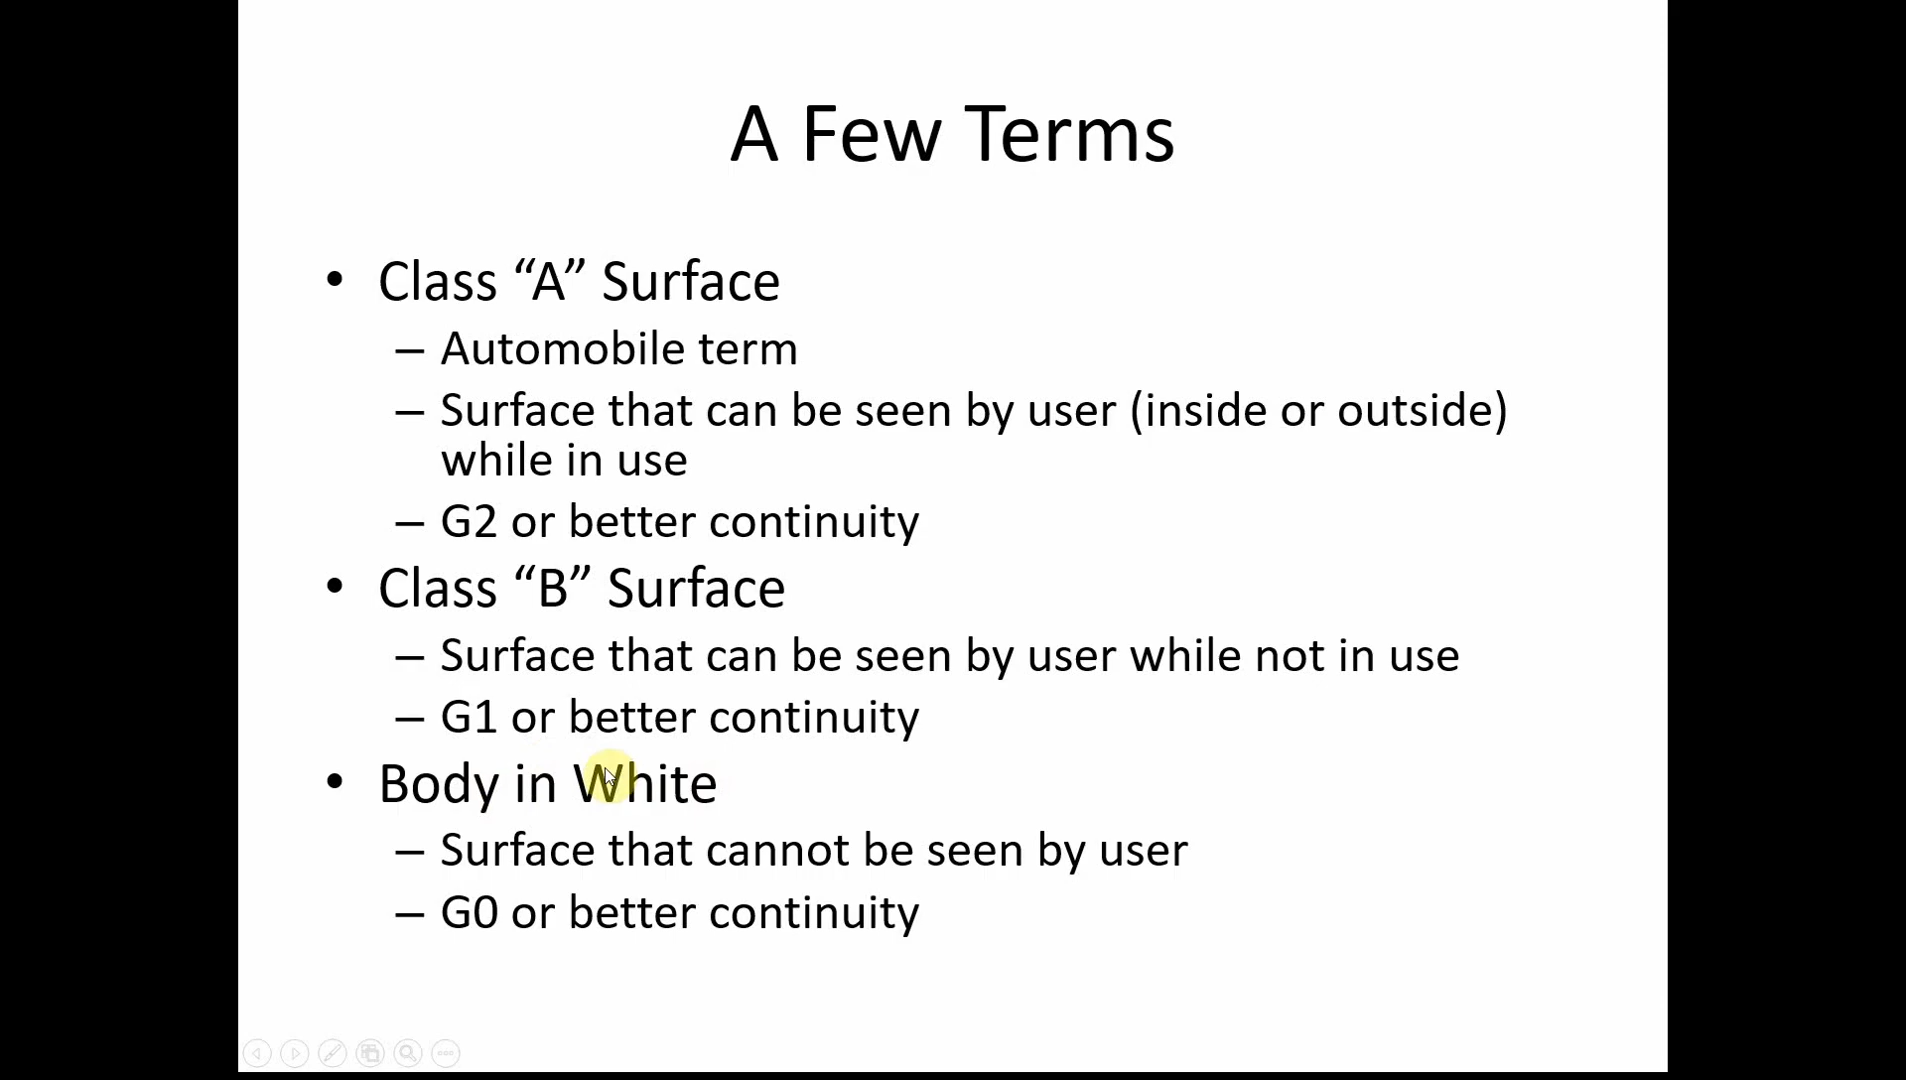 A Few Terms
• Class “A” Surface
– Automobile term
– Surface that can be seen by user (inside or outside)
while in use
– G2 or better continuity
• Class “B” Surface
– Surface that can be seen by user while not in use
– G1 or better continuity
• Body in White
– Surface that cannot be seen by user
– G0 or better continuity